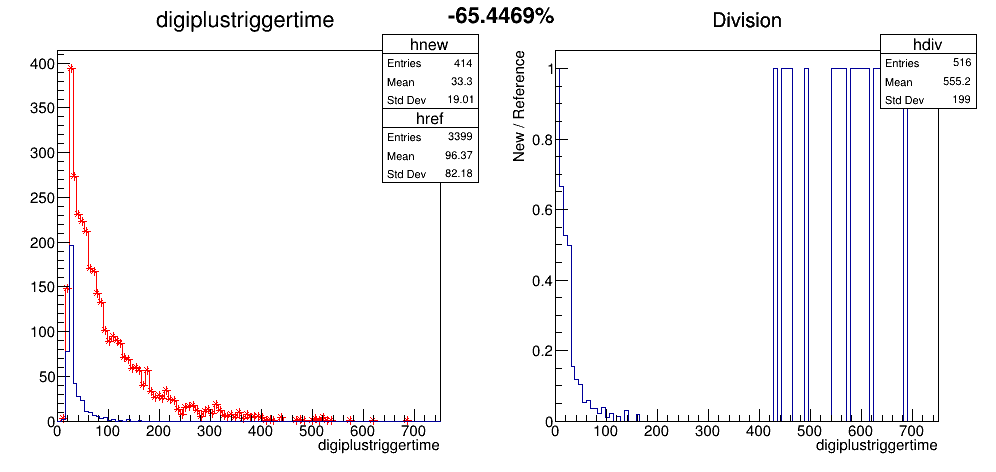 digiplustriggertime
-65.4469%
Division
hnew
Entries 414
Mean 33.3
Std Dev 19.01
href
Entries 3399
Mean 96.37
Std Dev 82.18
400
350
300
250
200
150
100
50
0
0 100 200 300 400 500 600 700
digiplustriggertime
hdiv
Entries 516
Mean 555.2
Std Dev 199
New / Reference
1
0.8
0.6
0.4
0.2
0
0 100 200 300 400 500 600 700
digiplustriggertime